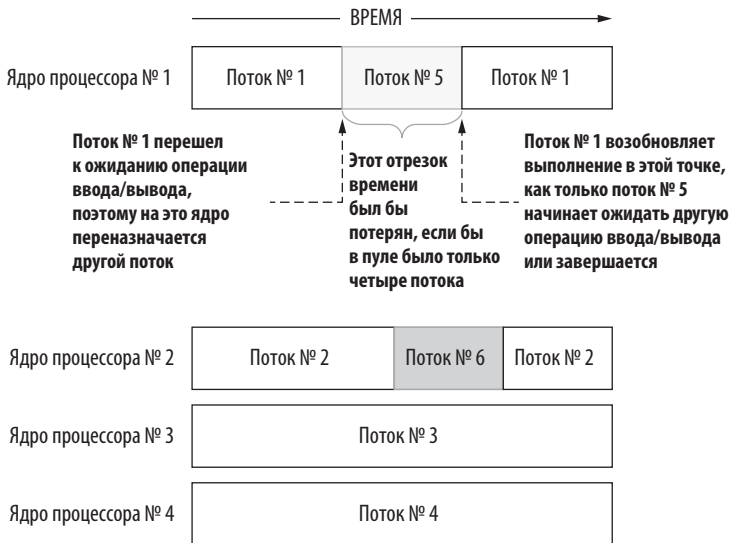 ВРЕМЯ
Ядро процессора № 1
Поток № 1
Поток № 5
Поток № 1
Поток № 1 перешел
к ожиданию операции
ввода/вывода,
поэтому на это ядро
переназначается
другой поток
Этот отрезок
времени
был бы
потерян, если бы
в пуле было только
четыре потока
Поток № 1 возобновляет
выполнение в этой точке,
как только поток № 5
начинает ожидать другую
операцию ввода/вывода
или завершается
Ядро процессора № 2
Поток № 2
Поток № 6
Поток № 2
Ядро процессора № 3
Поток № 3
Ядро процессора № 4
Поток № 4